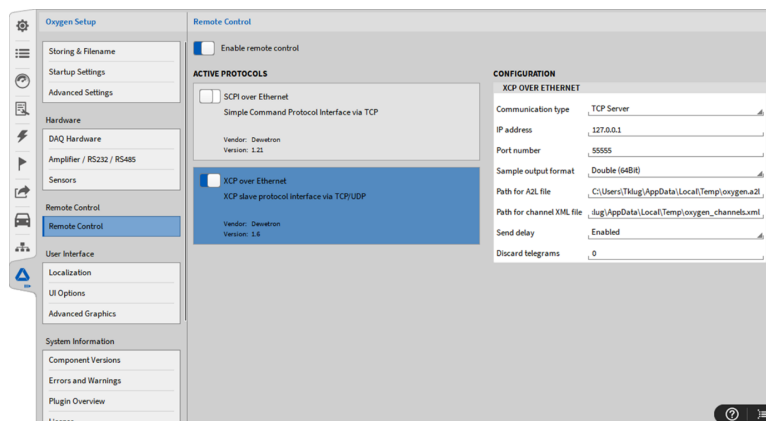 Oxygen Setup
Storing & Filename
Startup Settings
Advanced Settings
Hardware
DAQ Hardware
Amplifier / RS232 / RS485
Sensors
Remote Control
Remote Control
User Interface
Localization
UI Options
Advanced Graphics
System Information
Component Versions
Errors and Warnings
Plugin Overview
Remote Control
Enable remote control
ACTIVE PROTOCOLS
SCPI over Ethernet
Simple Command Protocol Interface via TCP
Vendor: Dewetron
Version: 1.21
XCP over Ethernet
XCP slave protocol interface via TCP/UDP
Vendor: Dewetron
Version: 1.6
CONFIGURATION
XCP OVER ETHERNET
Communication type TCP Server
IP address 127.0.0.1
Port number 55555
Sample output format Double (64Bit)
Path for A2L file C:\Users\Tklug\AppData\Local\Temp\oxygen.a2l
Path for channel XML file lug\AppData\Local\Temp\oxygen_channels.xml
Send delay Enabled
Discard telegrams 0